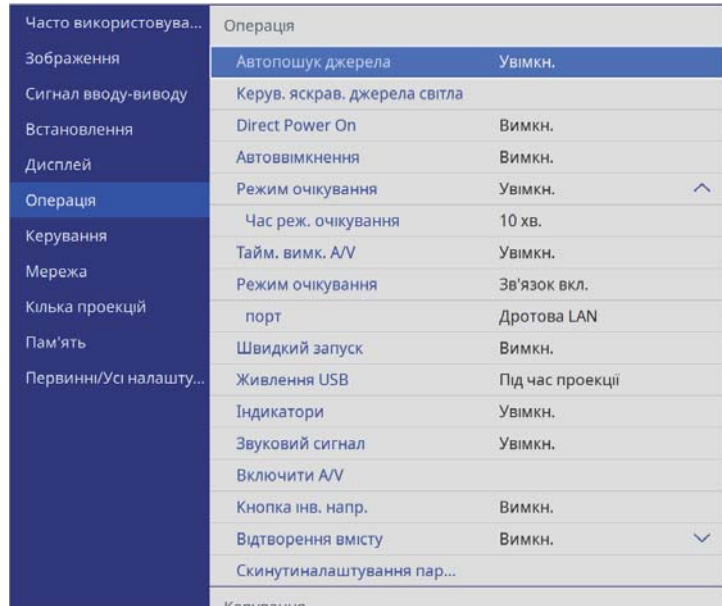 Часто використовува...
Зображення
Сигнал вводу-виводу
Встановлення
Дисплей
Операція
Керування
Мережа
Кілька проекцій
Пам'ять
Первинні/Усі налашту...
Операція
Автопошук джерела Увімкн.
Керув. яскрав. джерела світла
Direct Power On Вимкн.
Автоввімкнення Вимкн.
Режим очікування Увімкн.
Час реж. очікування 10 хв.
Тайм. вимк. A/V Увімкн.
Режим очікування Зв'язок вкл.
порт Дротова LAN
Швидкий запуск Вимкн.
Живлення USB Під час проекції
Індикатори Увімкн.
Звуковий сигнал Увімкн.
Включити A/V
Кнопка інв. напр. Вимкн.
Відтворення вмісту Вимкн.
Скинутиналаштування пар...
Керування